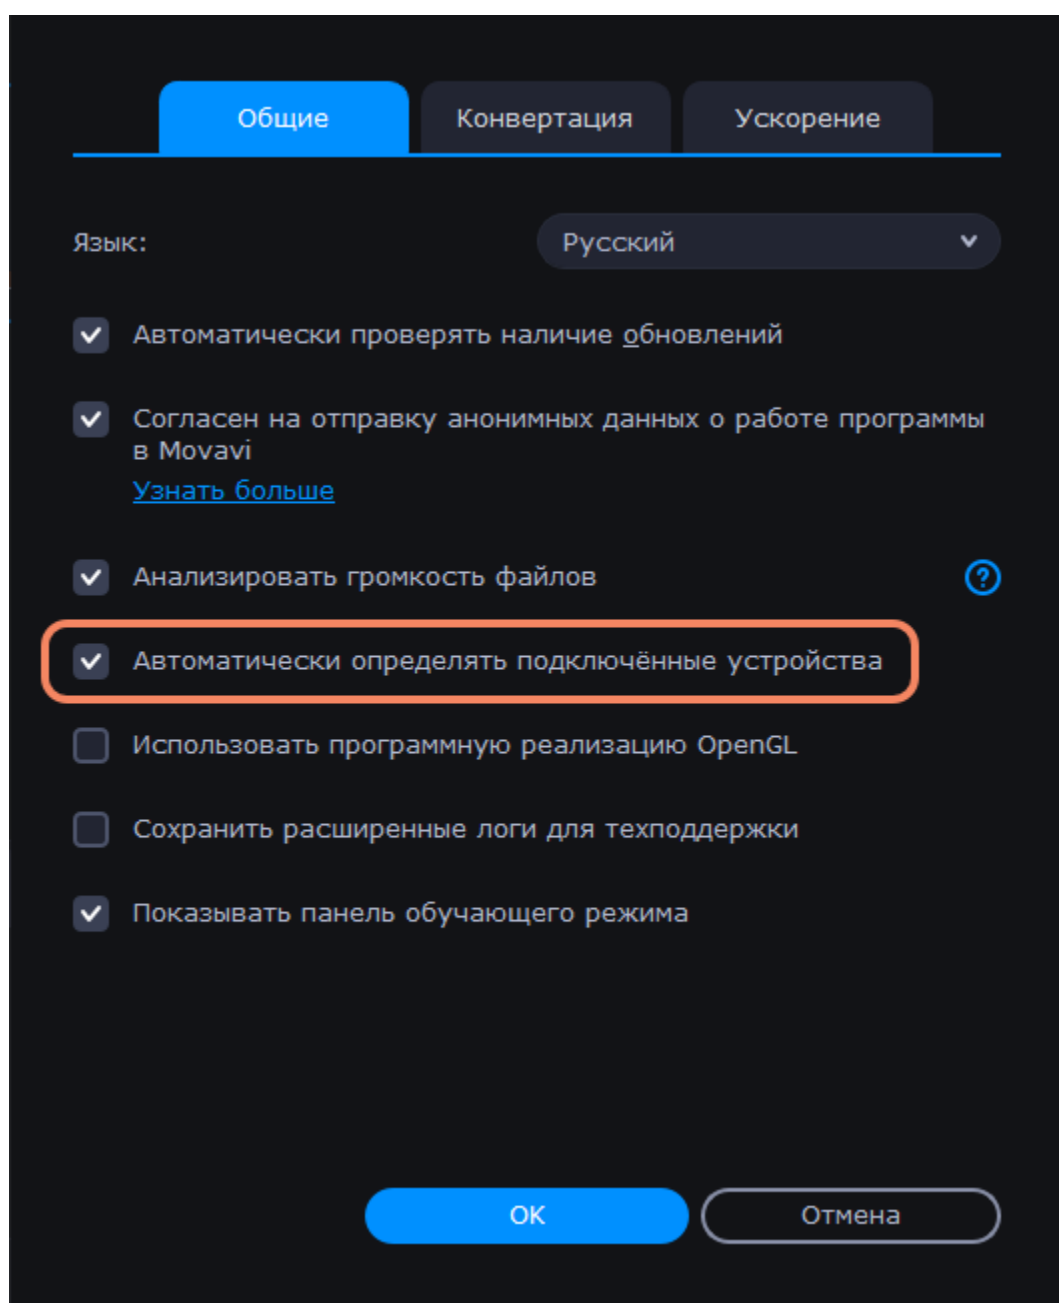 Общие Конвертация Ускорение
Язык: Русский
Автоматически проверять наличие обновлений
Согласен на отправку анонимных данных о работе программы
в Movavi
Узнать больше
Анализировать громкость файлов ?
Автоматически определять подключённые устройства
Использовать программную реализацию OpenGL
Сохранить расширенные логи для техподдержки
Показывать панель обучающего режима
OK Отмена